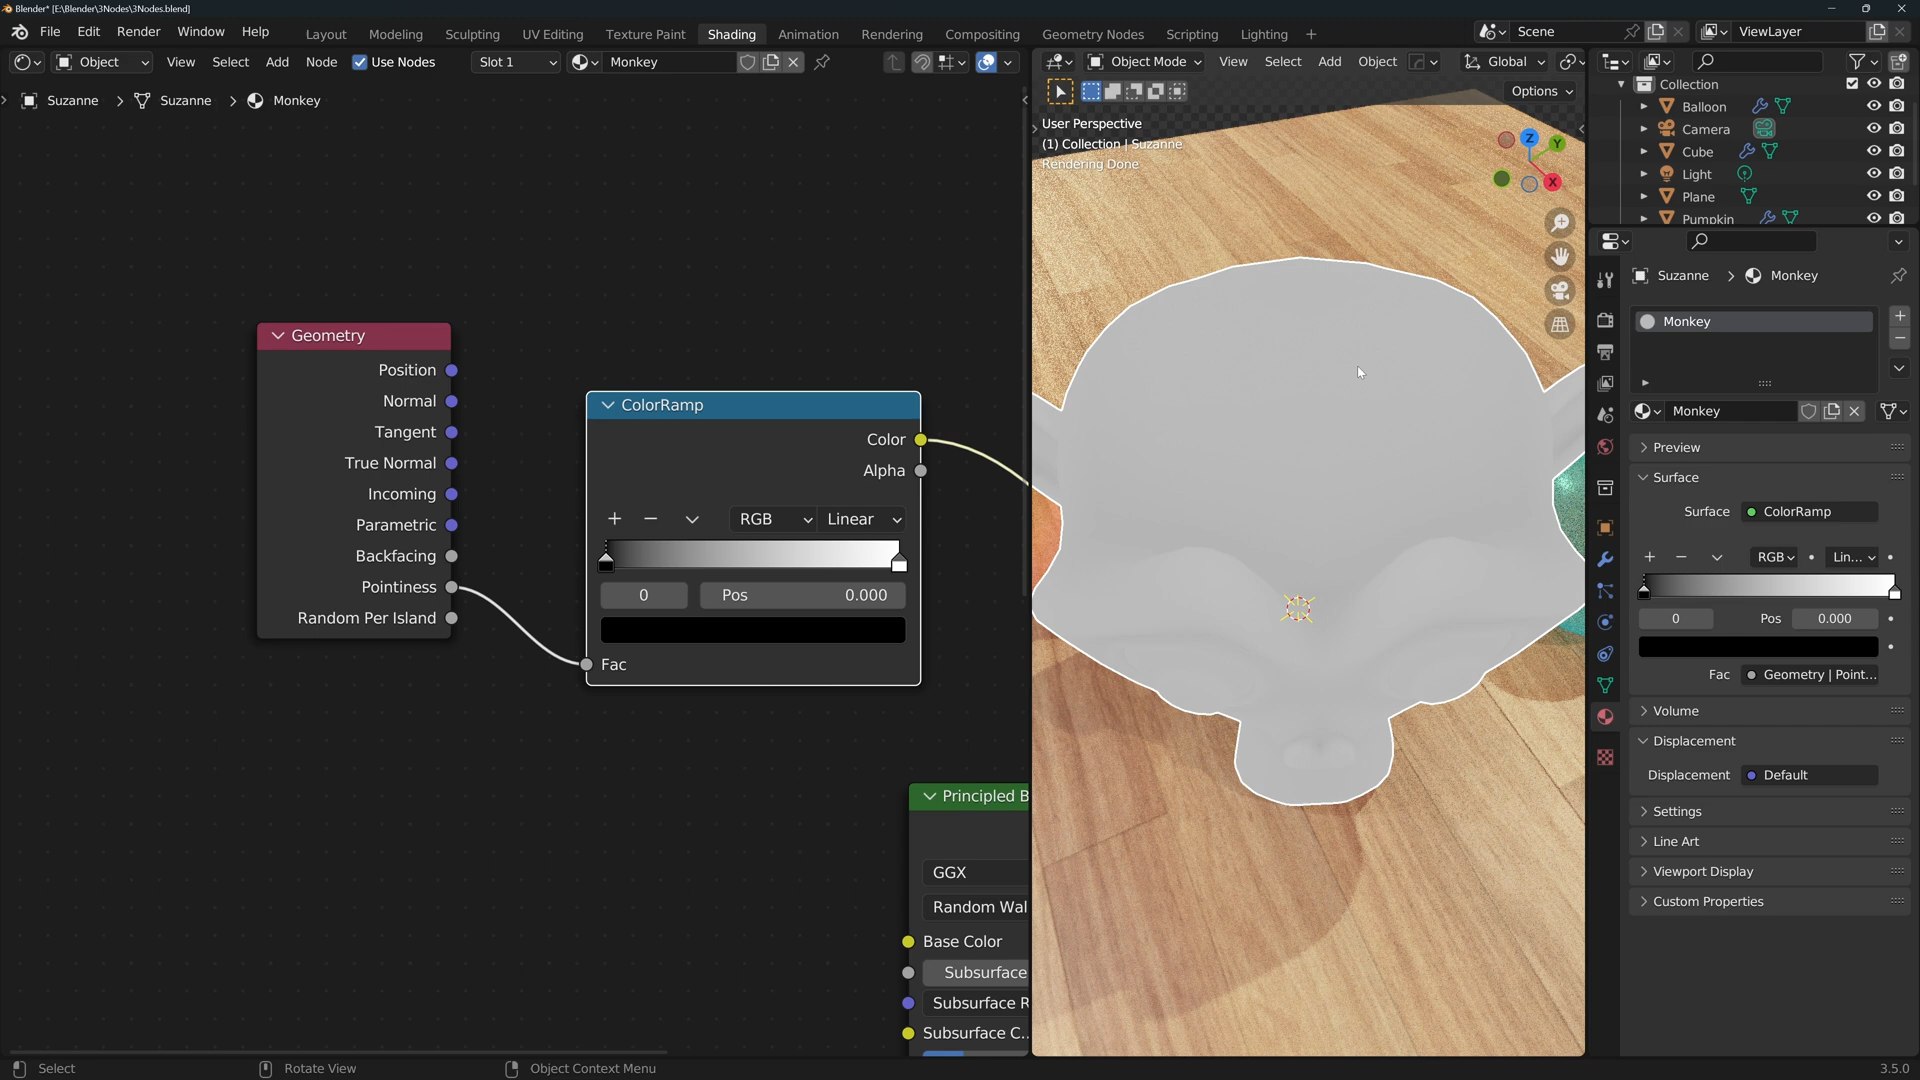 Blender* [E:\Blender\3Nodes\3Nodes.blend]
File Edit Render Window Help
Layout Modeling Sculpting UV Editing Texture Paint Shading Animation Rendering Compositing Geometry Nodes Scripting Lighting +
Scene
ViewLayer
Object View Select Add Node Use Nodes Slot 1 Monkey
Object Mode View Select Add Object Global
Suzanne > Suzanne > Monkey
Options
User Perspective
(1) Collection | Suzanne
Rendering Done
Z
Y
X
Geometry
Position
Normal
Tangent
True Normal
Incoming
Parametric
Backfacing
Pointiness
Random Per Island
ColorRamp
Color
Alpha
RGB Linear
0 Pos 0.000
Fac
Principled B
GGX
Random Wal
Base Color
Subsurface
Subsurface R
Subsurface C..
Collection
Balloon
Camera
Cube
Light
Plane
Pumpkin
Suzanne > Monkey
Monkey
Monkey
Preview
Surface
Surface ColorRamp
RGB Lin...
0 Pos 0.000
Fac Geometry | Point...
Volume
Displacement
Displacement Default
Settings
Line Art
Viewport Display
Custom Properties
Select Rotate View Object Context Menu 3.5.0